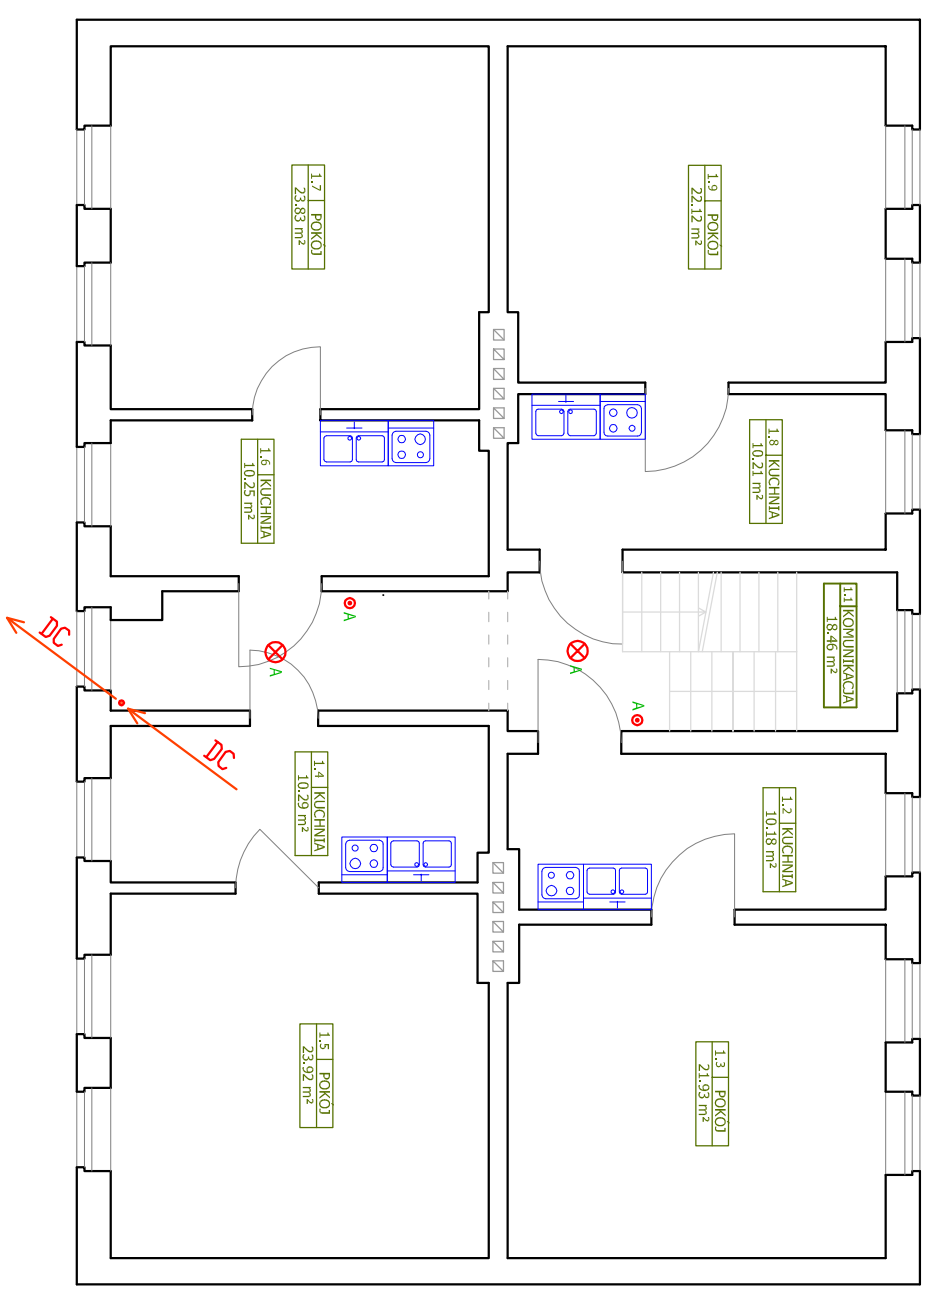 1.7 POKÓJ
23.83 m²
1.9 POKÓJ
22.12 m²
1.6 KUCHNIA
10.25 m²
1.8 KUCHNIA
10.21 m²
1.1 KOMUNIKACJA
18.46 m²
A
A
A
A
DC
DC
1.4 KUCHNIA
10.29 m²
1.2 KUCHNIA
10.18 m²
1.5 POKÓJ
23.92 m²
1.3 POKÓJ
21.93 m²